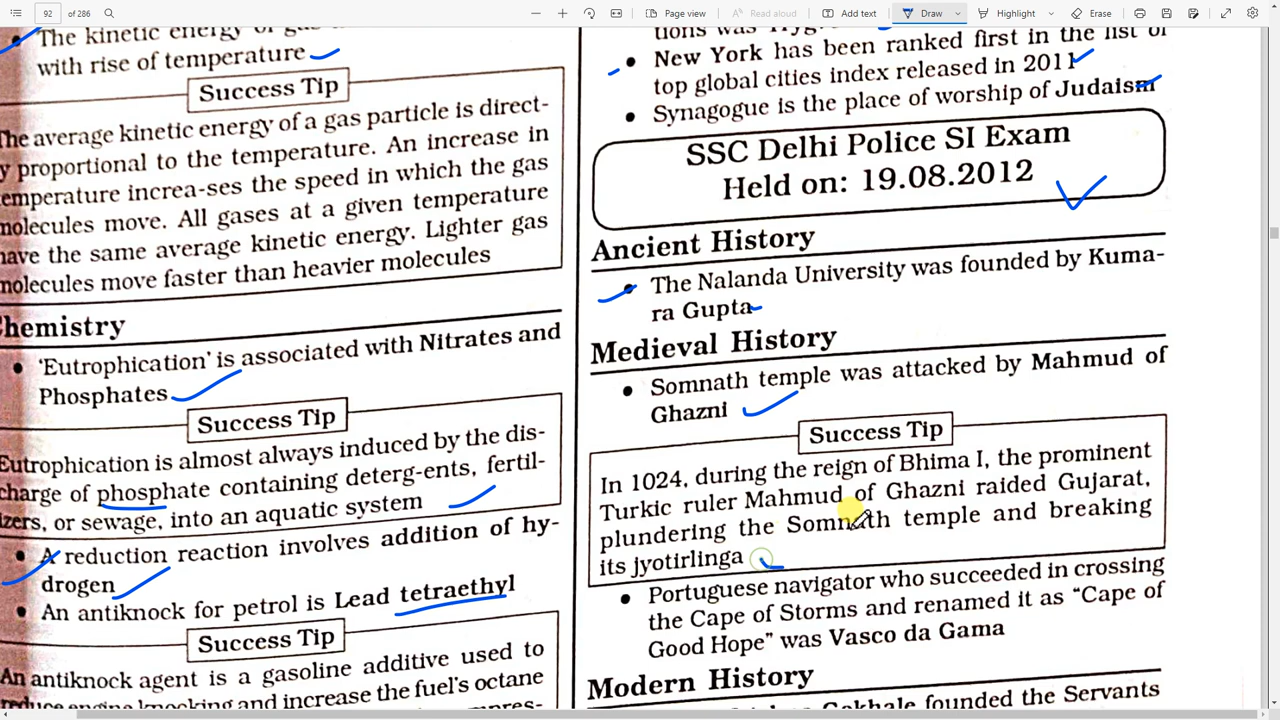 92 of 286
Page view
Read aloud
Add text
Draw
Highlight
Erase
The kinetic energy of gas
with rise of temperature
Success Tip
The average kinetic energy of a gas particle is direct-
y proportional to the temperature. An increase in
emperature increa-ses the speed in which the gas
molecules move. All gases at a given temperature
have the same average kinetic energy. Lighter gas
molecules move faster than heavier molecules
Chemistry
• 'Eutrophication' is associated with Nitrates and
Phosphates
Success Tip
Eutrophication is almost always induced by the dis-
charge of phosphate containing deterg-ents, fertil-
izers, or sewage, into an aquatic system
• A reduction reaction involves addition of hy-
drogen
• An antiknock for petrol is Lead tetraethyl
Success Tip
An antiknock agent is a gasoline additive used to
reduce engine knocking and increase the fuel's octane
tions was
• New York has been ranked first in the list of
top global cities index released in 2011
• Synagogue is the place of worship of Judaism
SSC Delhi Police SI Exam
Held on: 19.08.2012
Ancient History
• The Nalanda University was founded by Kuma-
ra Gupta
Medieval History
• Somnath temple was attacked by Mahmud of
Ghazni
Success Tip
In 1024, during the reign of Bhima I, the prominent
Turkic ruler Mahmud of Ghazni raided Gujarat,
plundering the Somnath temple and breaking
its jyotirlinga
• Portuguese navigator who succeeded in crossing
the Cape of Storms and renamed it as “Cape of
Good Hope” was Vasco da Gama
Modern History
Gokhale founded the Servants